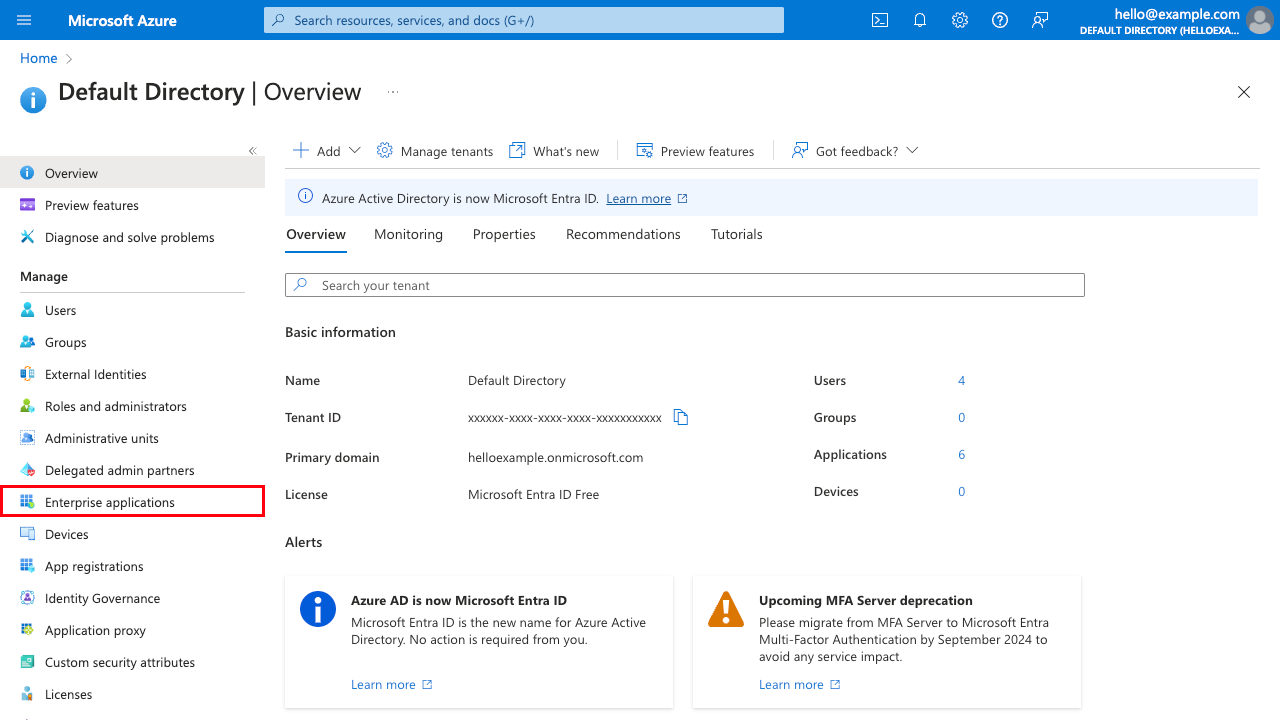 Microsoft Azure
Search resources, services, and docs (G+/)
hello@example.com
DEFAULT DIRECTORY (HELLOEXA...
Home
Default Directory | Overview
...
Overview
Preview features
Diagnose and solve problems
Manage
Users
Groups
External Identities
Roles and administrators
Administrative units
Delegated admin partners
Enterprise applications
Devices
App registrations
Identity Governance
Application proxy
Custom security attributes
Licenses
Add
Manage tenants
What's new
Preview features
Got feedback?
Azure Active Directory is now Microsoft Entra ID. Learn more
Overview
Monitoring
Properties
Recommendations
Tutorials
Search your tenant
Basic information
Name Default Directory
Tenant ID xxxxxx-xxxx-xxxx-xxxx-xxxxxxxxxxx
Primary domain helloexample.onmicrosoft.com
License Microsoft Entra ID Free
Users 4
Groups 0
Applications 6
Devices 0
Alerts
Azure AD is now Microsoft Entra ID
Microsoft Entra ID is the new name for Azure Active
Directory. No action is required from you.
Learn more
Upcoming MFA Server deprecation
Please migrate from MFA Server to Microsoft Entra
Multi-Factor Authentication by September 2024 to
avoid any service impact.
Learn more